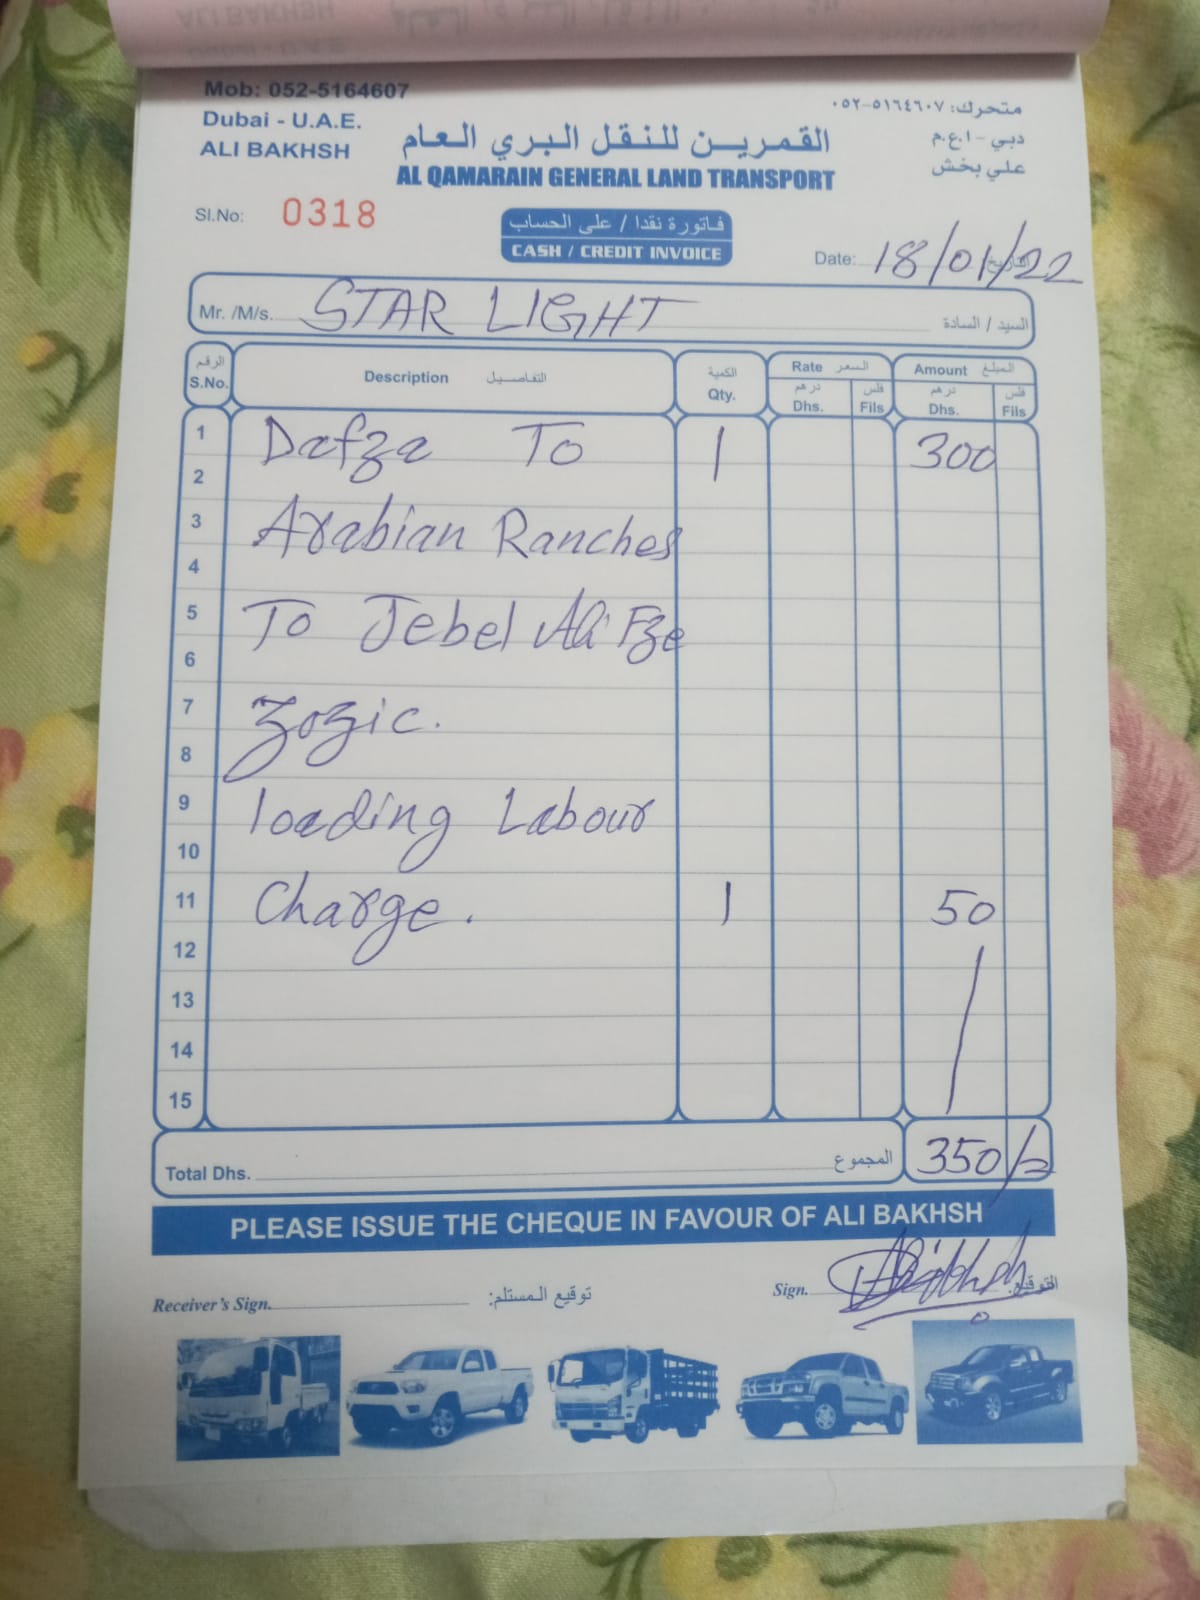 Mob: 052-5164607
Dubai - U.A.E.
ALI BAKHSH
متحرك: ٠٥٢-٥١٦٤٦٠٧
دبي - ا.ع.م
علي بخش
القمرين للنقل البري العام
AL QAMARAIN GENERAL LAND TRANSPORT
Sl.No: 0318
فاتورة نقدا / على الحساب
CASH / CREDIT INVOICE
Date: 18/01/22 التاريخ
Mr. /M/s. STAR LIGHT السيد / السادة
الرقم التفاصيل الكمية السعر المبلغ
S.No. Description Qty. Rate Amount
درهم فلس درهم فلس
Dhs. Fils Dhs. Fils
1 Dafza To 1 300
2
3 Arabian Ranches
4
5 To Jebel Ali Fze
6
7 zozic.
8
9 loading Labour
10
11 Charge. 1 50
12
13
14
15
Total Dhs. المجموع 350/=
PLEASE ISSUE THE CHEQUE IN FAVOUR OF ALI BAKHSH
Receiver's Sign. توقيع المستلم: Sign. التوقيع: